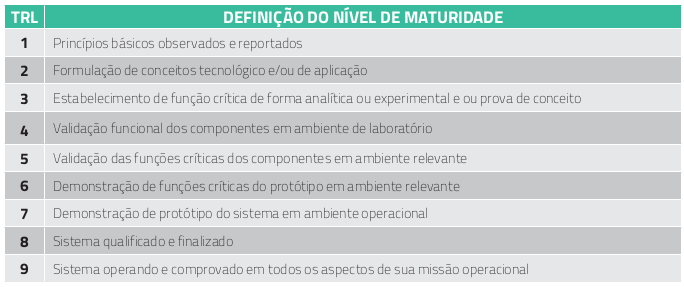 TRL DEFINIÇÃO DO NÍVEL DE MATURIDADE
1 Princípios básicos observados e reportados
2 Formulação de conceitos tecnológico e/ou de aplicação
3 Estabelecimento de função crítica de forma analítica ou experimental e ou prova de conceito
4 Validação funcional dos componentes em ambiente de laboratório
5 Validação das funções críticas dos componentes em ambiente relevante
6 Demonstração de funções críticas do protótipo em ambiente relevante
7 Demonstração de protótipo do sistema em ambiente operacional
8 Sistema qualificado e finalizado
9 Sistema operando e comprovado em todos os aspectos de sua missão operacional